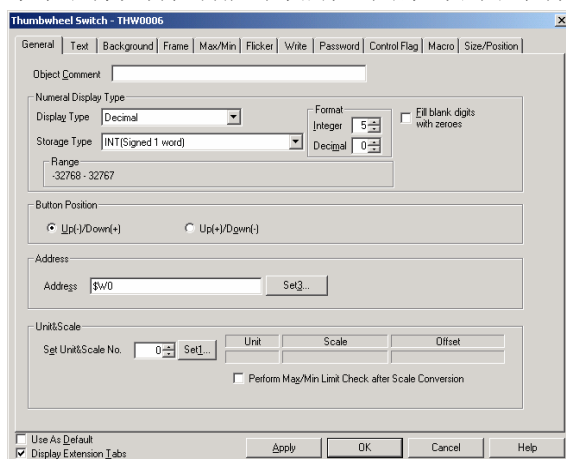 Thumbwheel Switch - THW0006
General Text Background Frame Max/Min Flicker Write Password Control Flag Macro Size/Position
Object Comment
Numeral Display Type
Display Type Decimal
Format
Integer 5
Decimal 0
Fill blank digits with zeroes
Storage Type INT(Signed 1 word)
Range
-32768 - 32767
Button Position
Up(-)/Down(+) Up(+)/Down(-)
Address
Address $W0 Set3...
Unit&Scale
Set Unit&Scale No. 0 Set1...
Unit Scale Offset
Perform Max/Min Limit Check after Scale Conversion
Use As Default
Display Extension Tabs
Apply OK Cancel Help